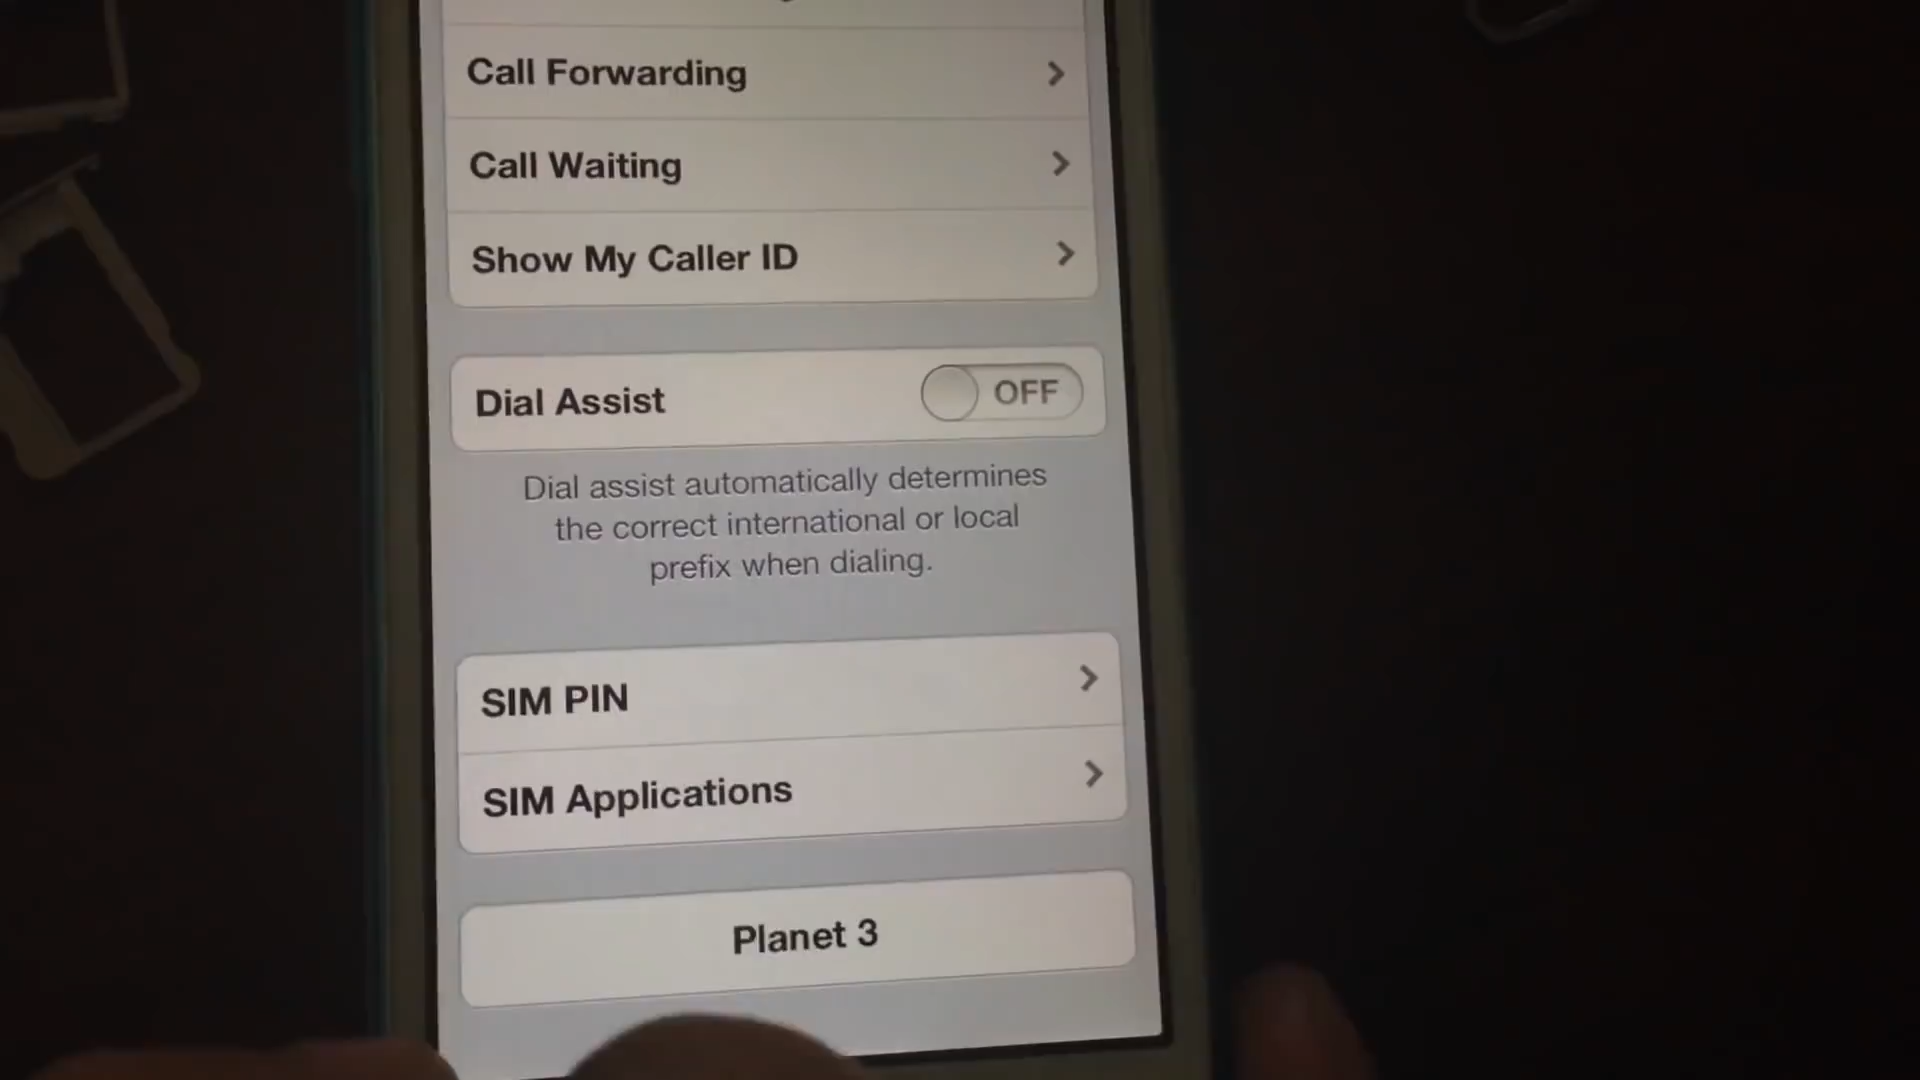 Call Forwarding
Call Waiting
Show My Caller ID
Dial Assist
OFF
Dial assist automatically determines
the correct international or local
prefix when dialing.
SIM PIN
SIM Applications
Planet 3